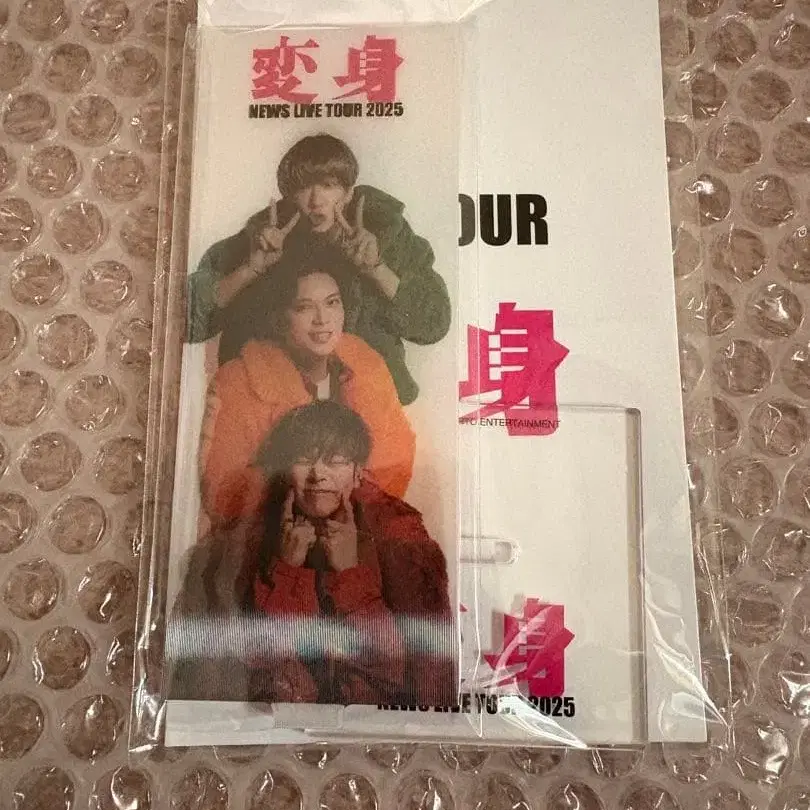 変身
NEWS LIVE TOUR 2025
OUR
身
ENTERTAINMENT
身
NEWS LIVE TOUR 2025